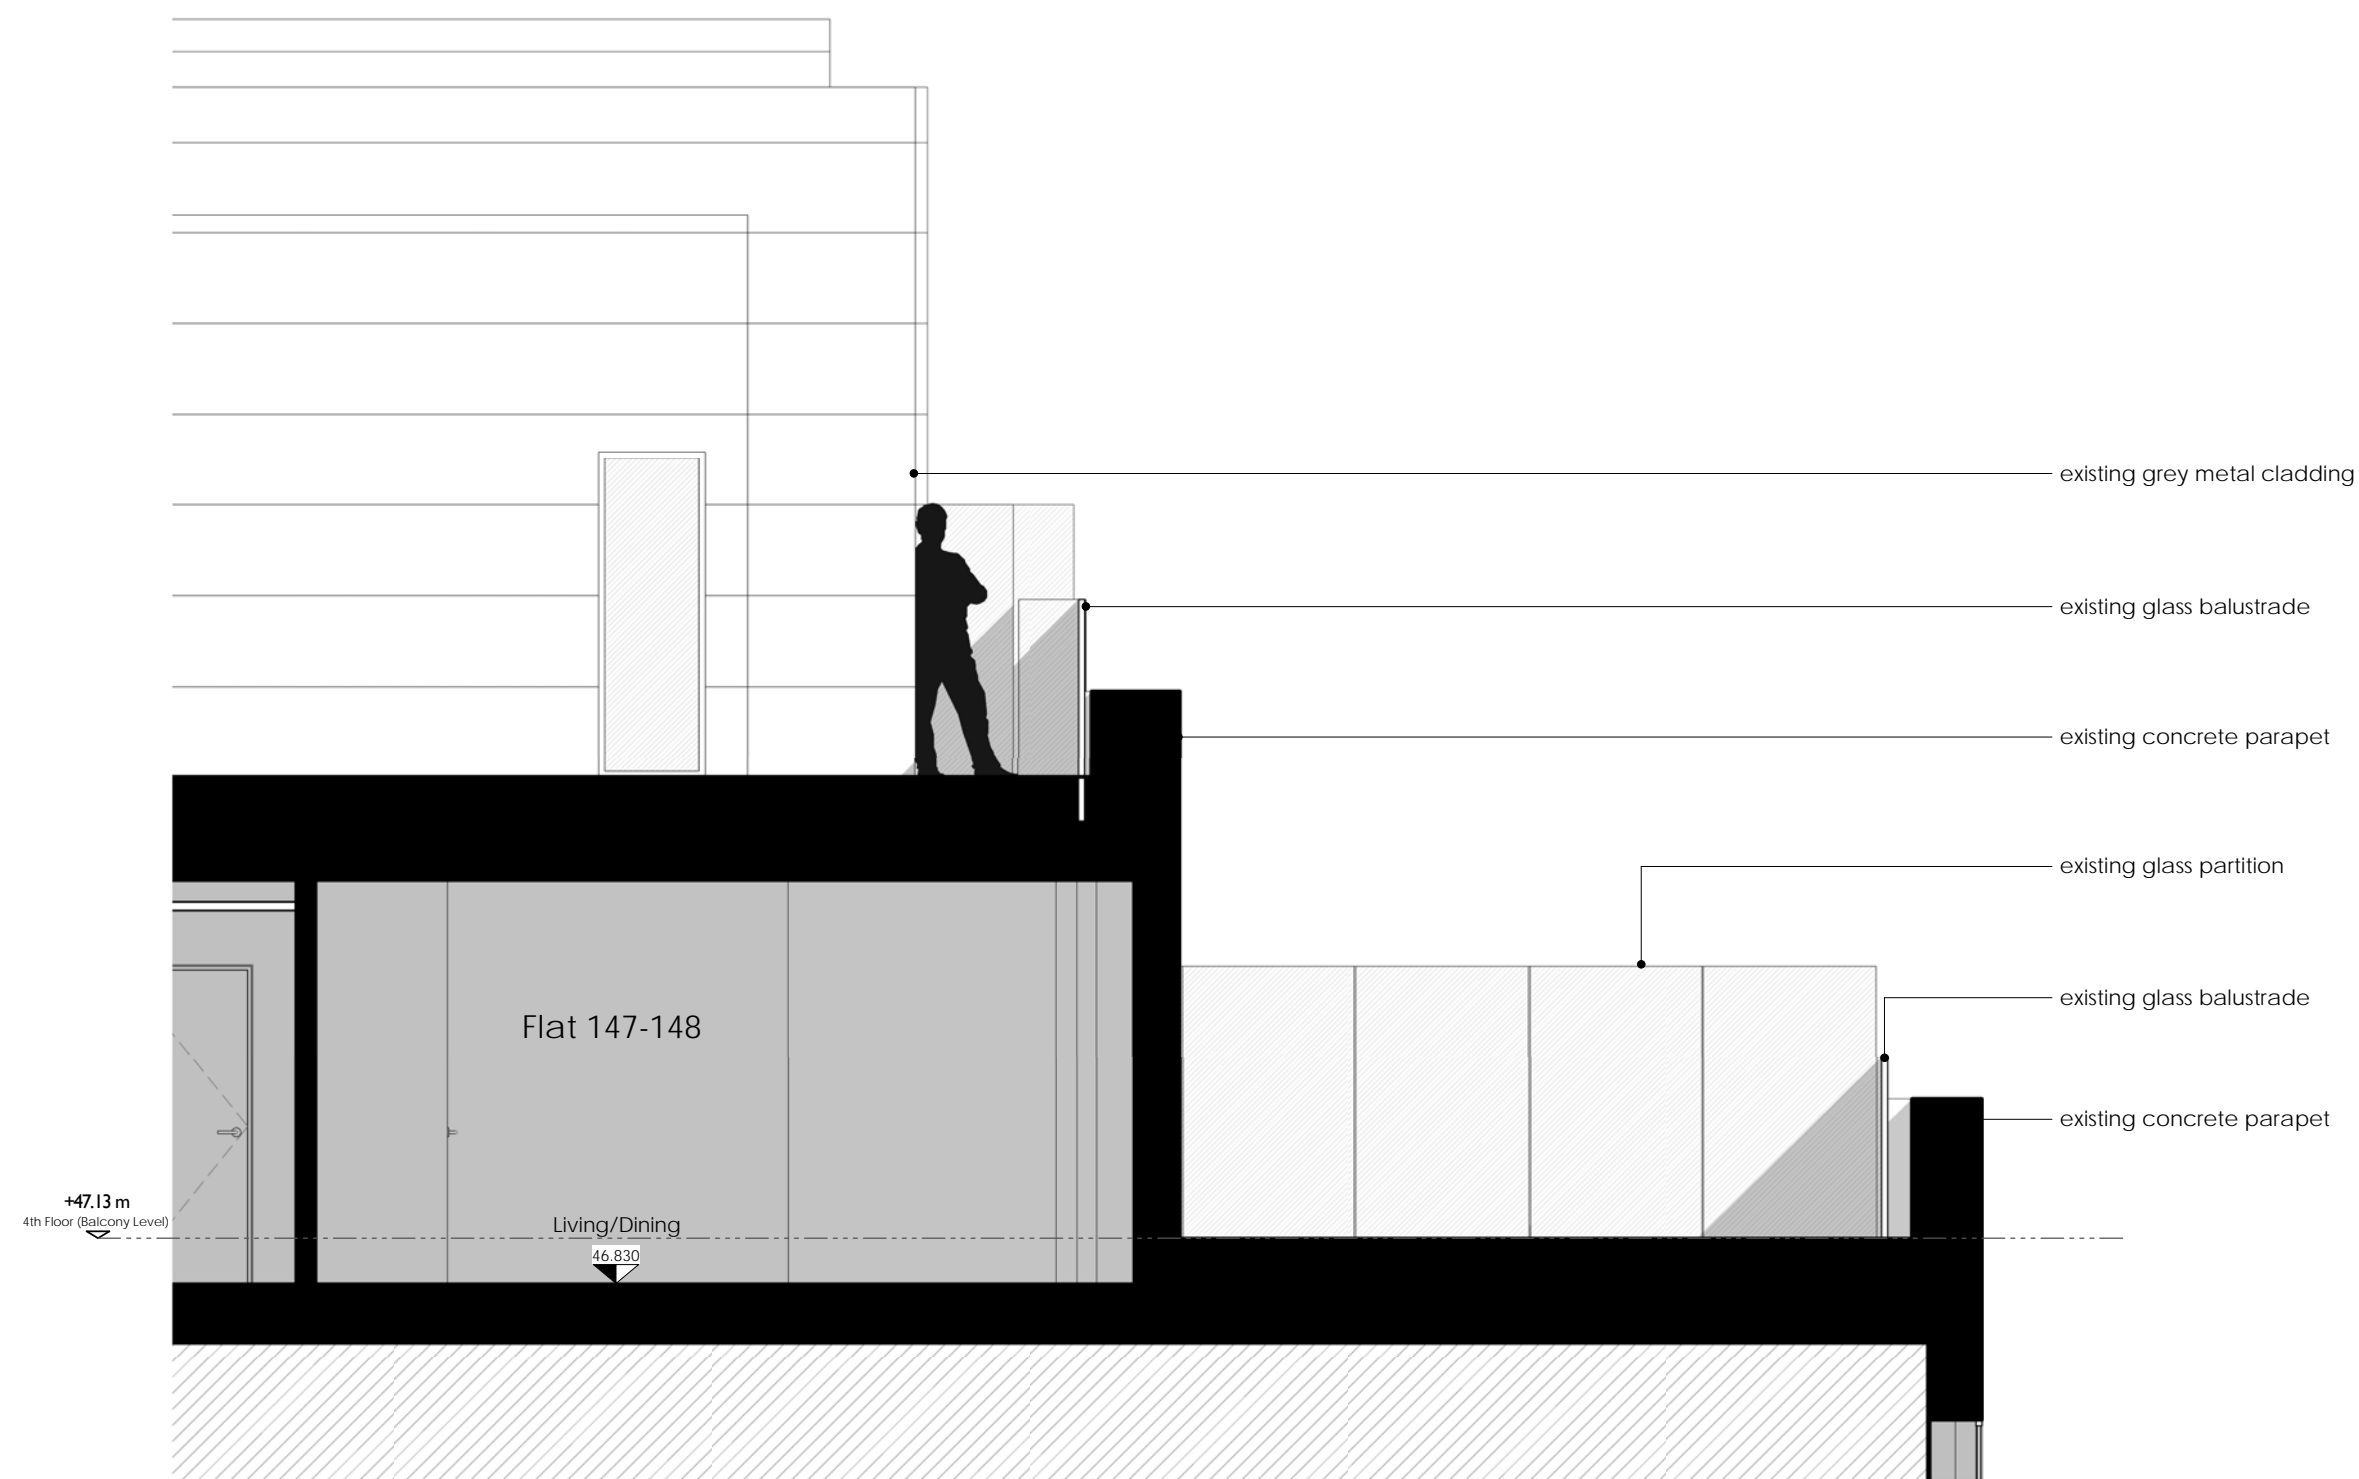 existing grey metal cladding
existing glass balustrade
existing concrete parapet
existing glass partition
existing glass balustrade
Flat 147-148
existing concrete parapet
+47.13 m
4th Floor (Balcony Level)
Living/Dining
46.830